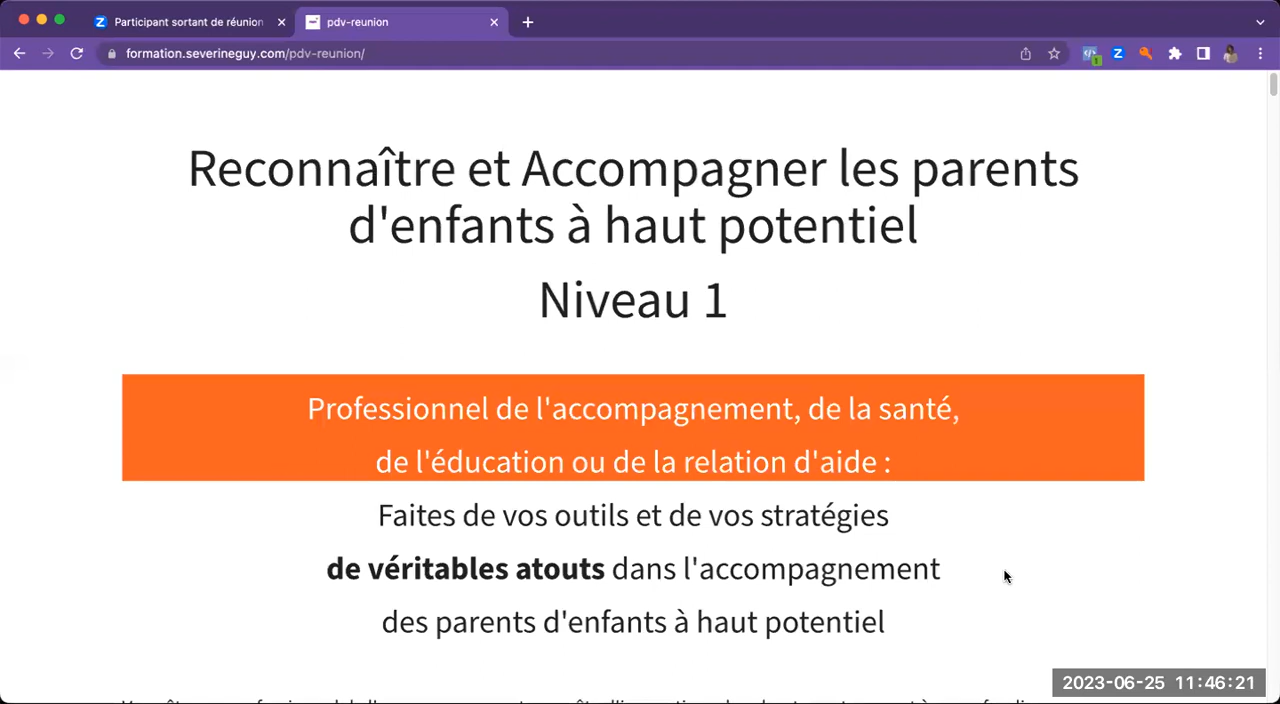 Participant sortant de réunion
pdv-reunion
formation.severineguy.com/pdv-reunion/
Reconnaître et Accompagner les parents
d'enfants à haut potentiel
Niveau 1
Professionnel de l'accompagnement, de la santé,
de l'éducation ou de la relation d'aide :
Faites de vos outils et de vos stratégies
de véritables atouts dans l'accompagnement
des parents d'enfants à haut potentiel
2023-06-25 11:46:21